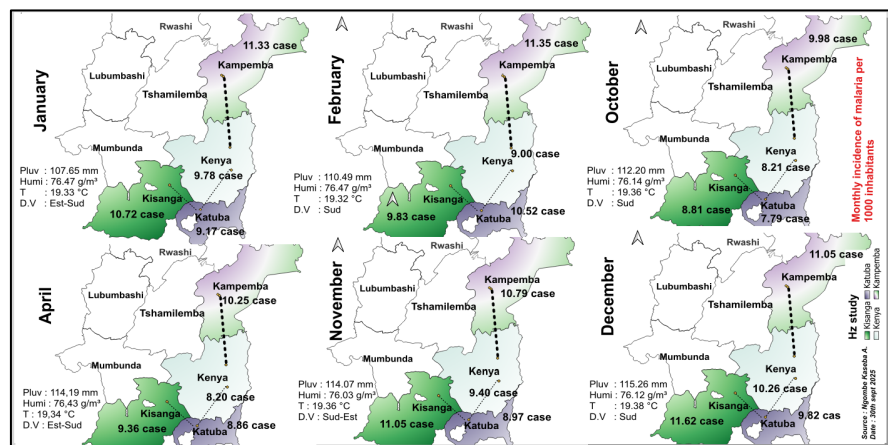 January
Rwashi
11.33 case
Kampemba
Lubumbashi
Tshamilemba
Mumbunda
Kenya
9.78 case
Pluv : 107.65 mm
Humi : 76.47 g/m³
T : 19.33 °C
D.V : Est-Sud
Kisanga
10.72 case
Katuba
9.17 case
February
Rwashi
11.35 case
Kampemba
Lubumbashi
Tshamilemba
Mumbunda
Kenya
9.00 case
Pluv : 110.49 mm
Humi : 76.47 g/m³
T : 19.32 °C
D.V : Sud
Kisanga
9.83 case
Katuba
10.52 case
October
Rwashi
9.98 case
Kampemba
Lubumbashi
Tshamilemba
Mumbunda
Kenya
8.21 case
Pluv : 112.20 mm
Humi : 76.14 g/m³
T : 19.36 °C
D.V : Sud
Kisanga
8.81 case
Katuba
7.79 case
Monthly incidence of malaria per
1000 inhabitants
April
Rwashi
Kampemba
10.25 case
Lubumbashi
Tshamilemba
Mumbunda
Kenya
8.20 case
Pluv : 114,19 mm
Humi : 76,43 g/m³
T : 19,34 °C
D.V : Est-Sud
Kisanga
9.36 case
Katuba
8.86 case
November
Rwashi
Kampemba
10.79 case
Lubumbashi
Tshamilemba
Mumbunda
Kenya
9.40 case
Pluv : 114.07 mm
Humi : 76.03 g/m³
T : 19.36 °C
D.V : Sud-Est
Kisanga
11.05 case
Katuba
8.97 case
December
Rwashi
11.05 case
Kampemba
Lubumbashi
Tshamilemba
Mumbunda
Kenya
10.26 case
Pluv : 115.26 mm
Humi : 76.12 g/m³
T : 19.38 °C
D.V : Sud
Kisanga
11.62 case
Katuba
9.82 cas
Hz study
Kisanga Katuba
Kenya Kampemba
Source : Ngombe Kaseba A.
Date : 30th sept 2025